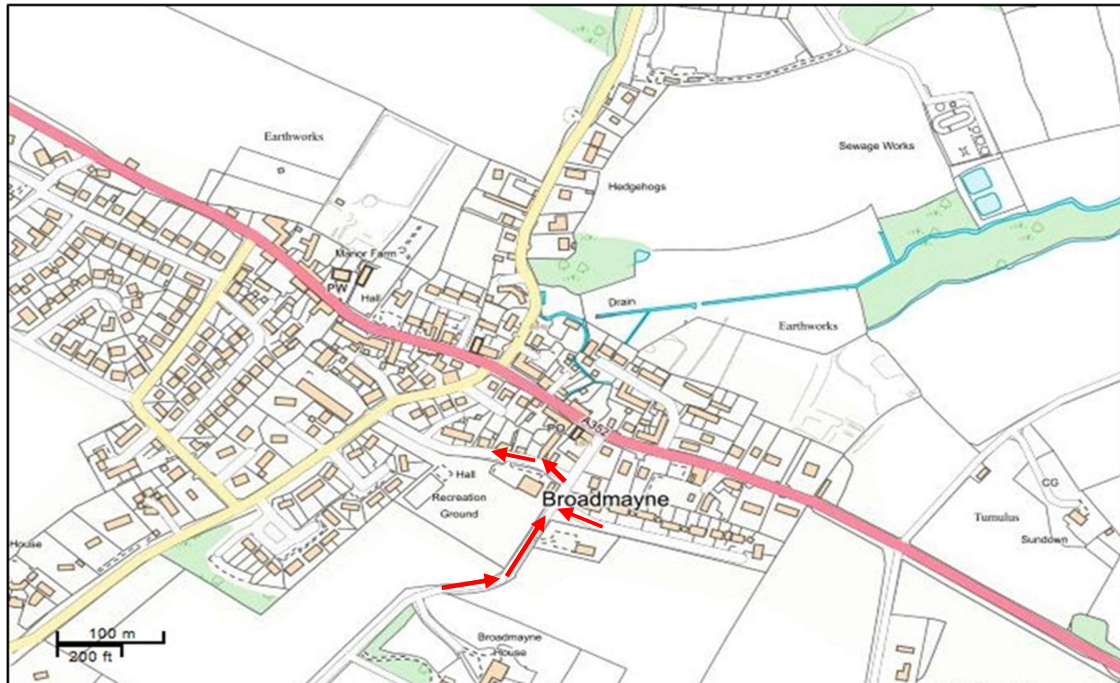 Earthworks
Sewage Works
Hedgehogs
Manor Farm
PW
Hall
Drain
Earthworks
A352
PO
Hall
Recreation
Ground
Broadmayne
CG
Tumulus
Sundown
House
Broadmayne
House
100 m
200 ft